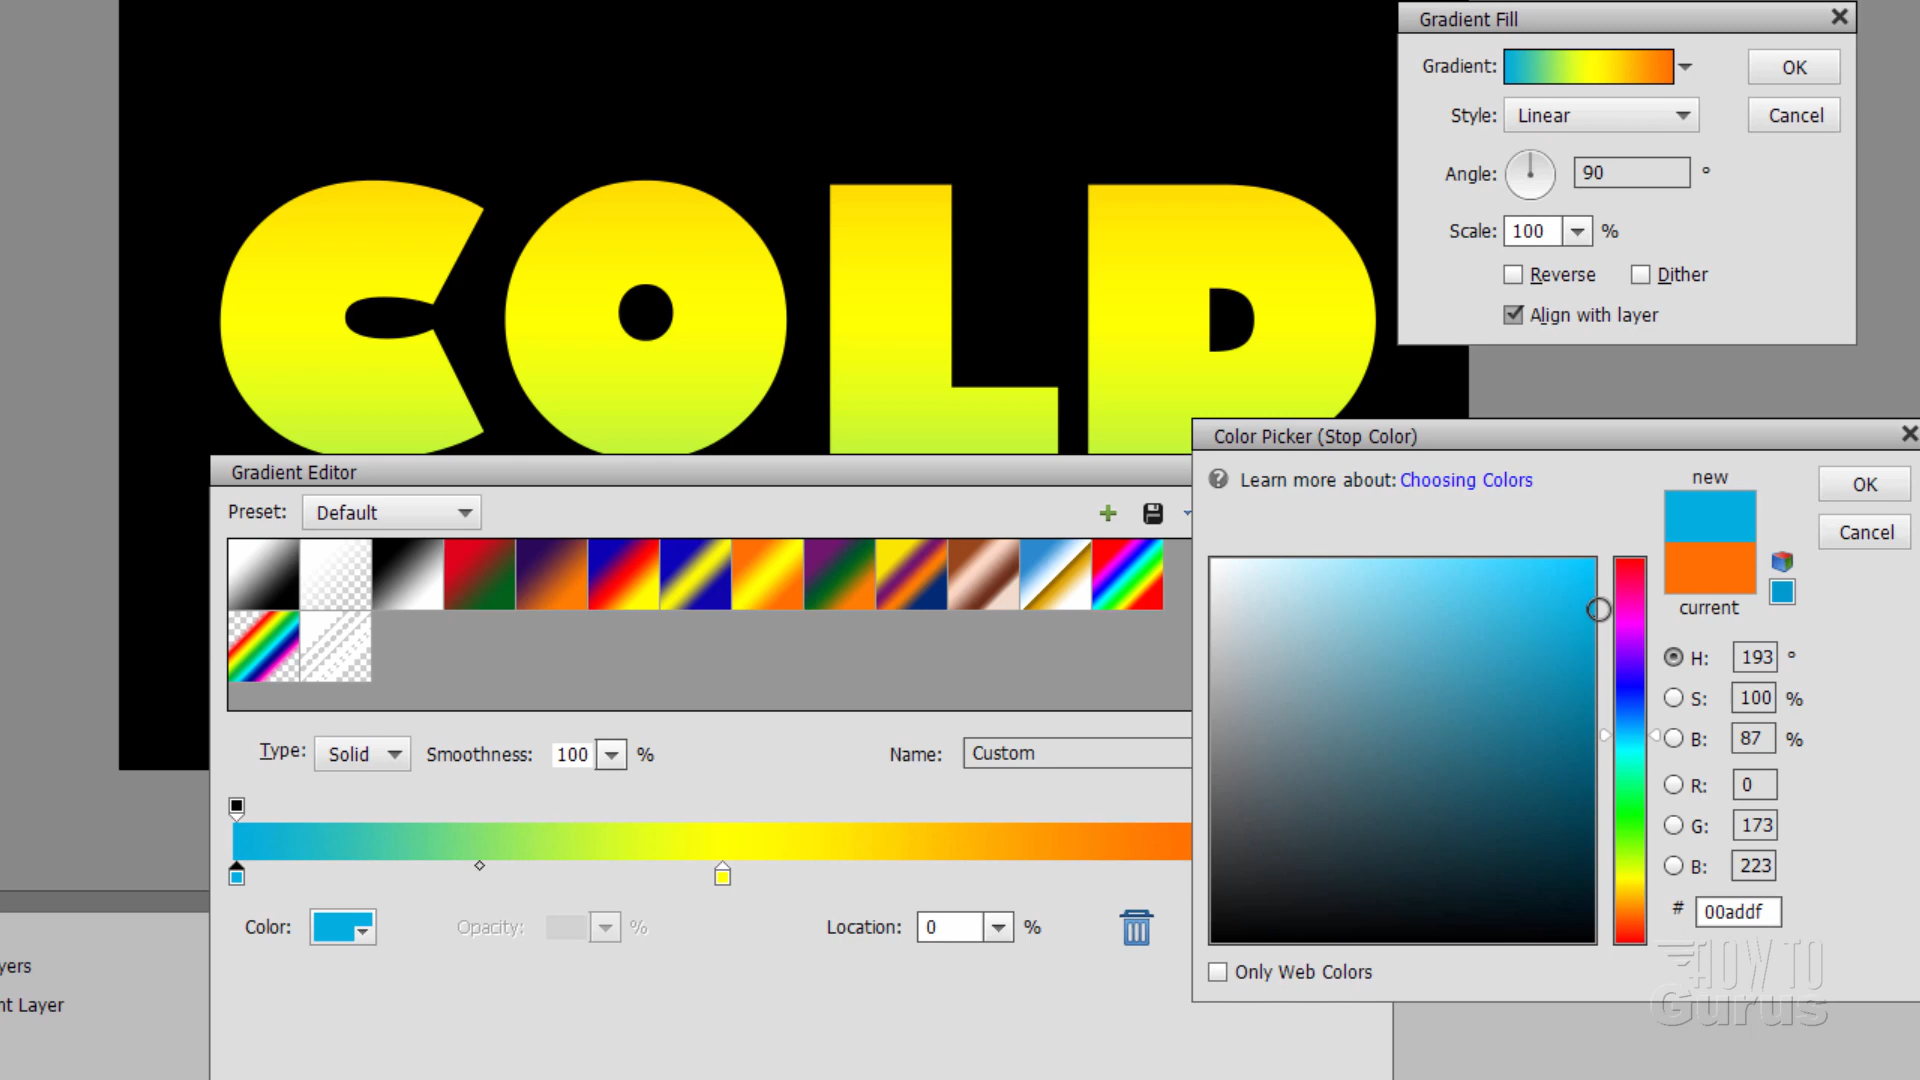 Gradient Fill
Gradient:
OK
Style: Linear
Cancel
Angle: 90 °
Scale: 100 %
Reverse Dither
Align with layer
COLD
Color Picker (Stop Color)
Learn more about: Choosing Colors
new
OK
Cancel
current
H: 193 °
S: 100 %
B: 87 %
R: 0
G: 173
B: 223
# 00addf
Only Web Colors
Gradient Editor
Preset: Default
Type: Solid Smoothness: 100 % Name: Custom
Color: Opacity: % Location: 0 %
yers
nt Layer
HOW TO
Gurus